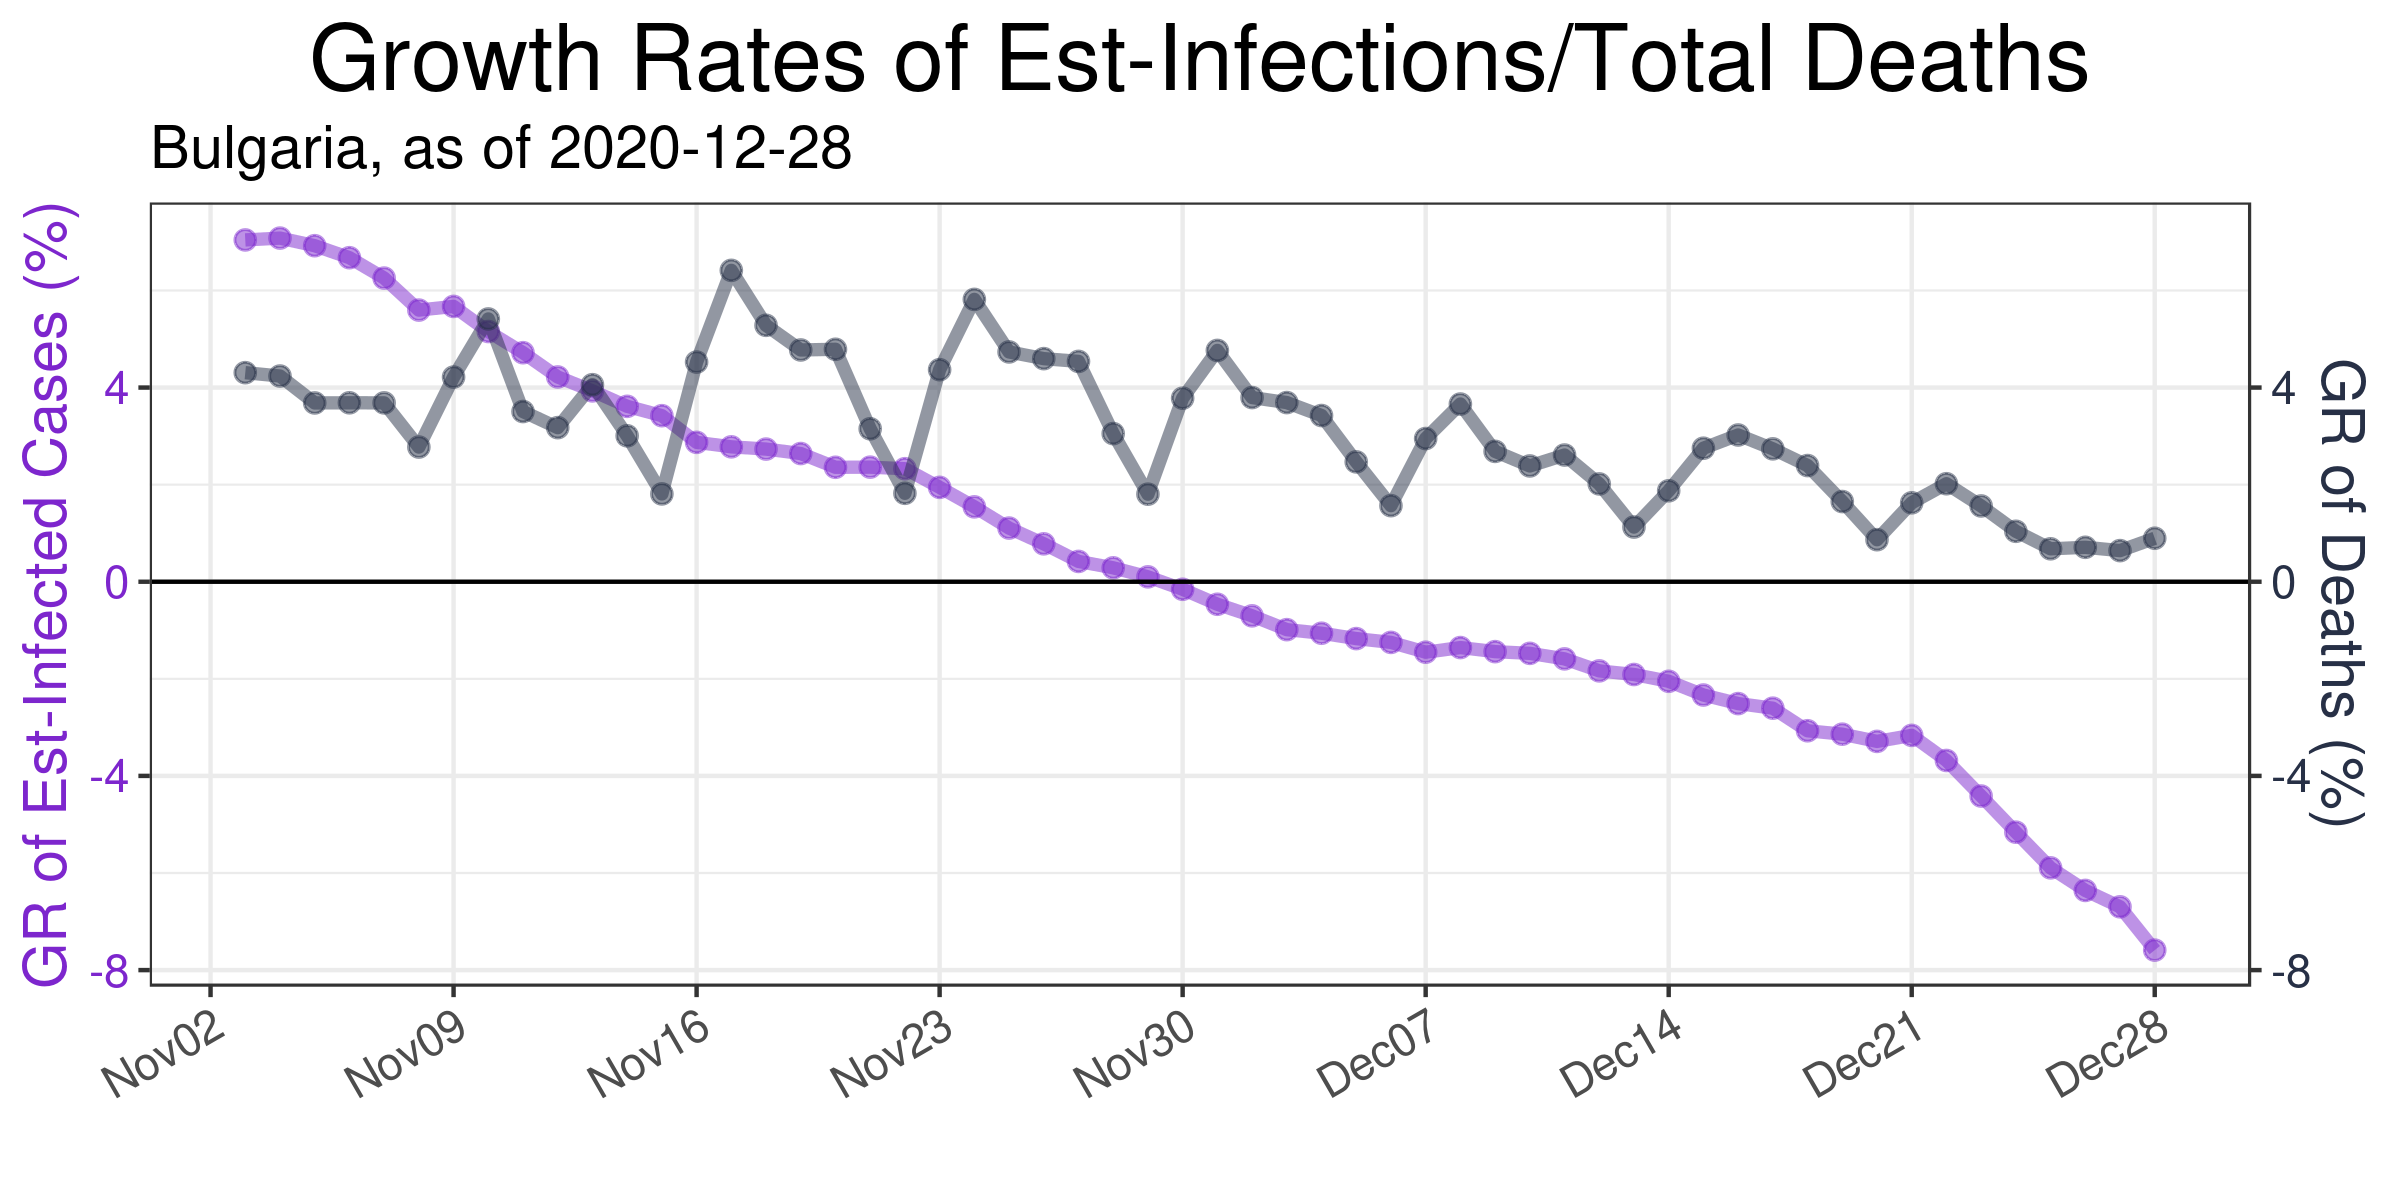 Growth Rates of Est-Infections/Total Deaths
Bulgaria, as of 2020-12-28
GR of Est-Infected Cases (%)
4
0
-4
-8
4
0
-4
-8
GR of Deaths (%)
Nov02
Nov09
Nov16
Nov23
Nov30
Dec07
Dec14
Dec21
Dec28